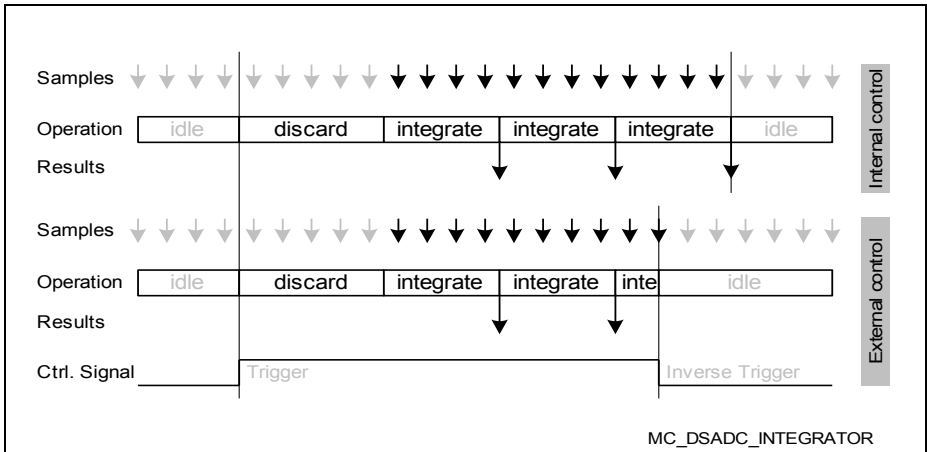 Samples
Operation idle discard integrate integrate integrate idle
Results
Internal control
Samples
Operation idle discard integrate integrate inte idle
Results
Ctrl. Signal Trigger Inverse Trigger
External control
MC_DSADC_INTEGRATOR